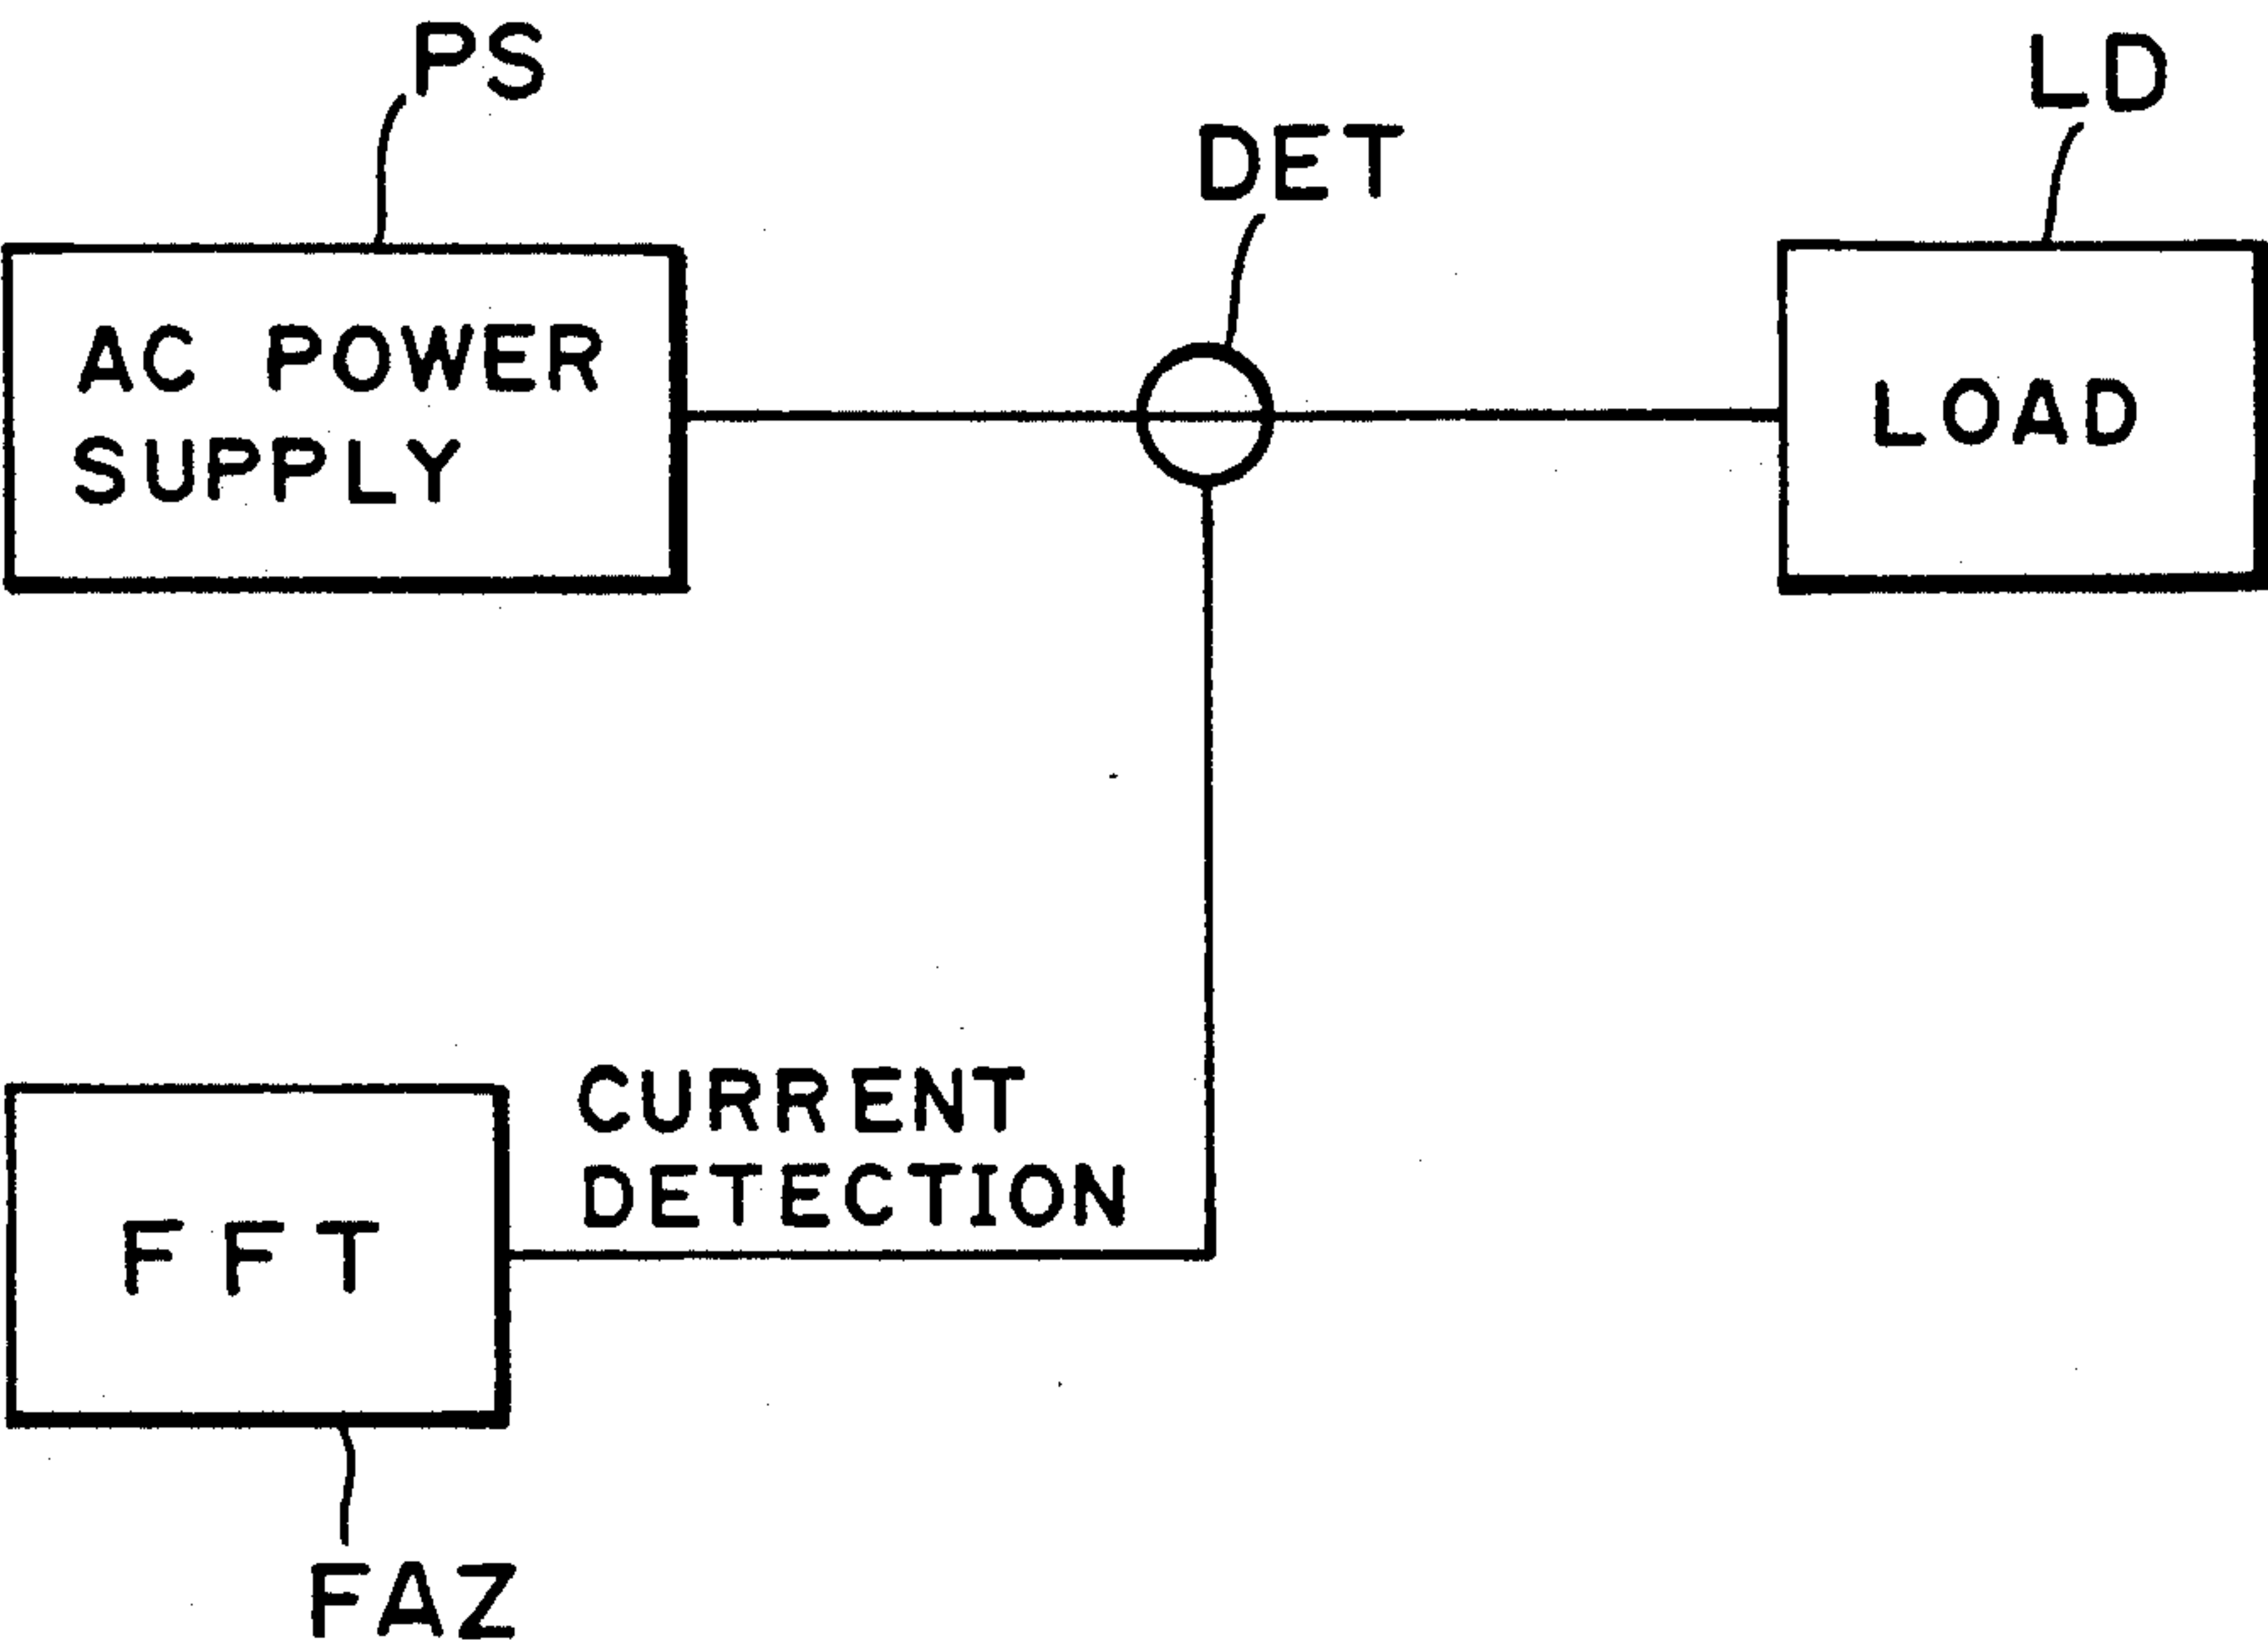 PS
LD
DET
AC POWER
SUPPLY
LOAD
CURRENT
DETECTION
FFT
FAZ